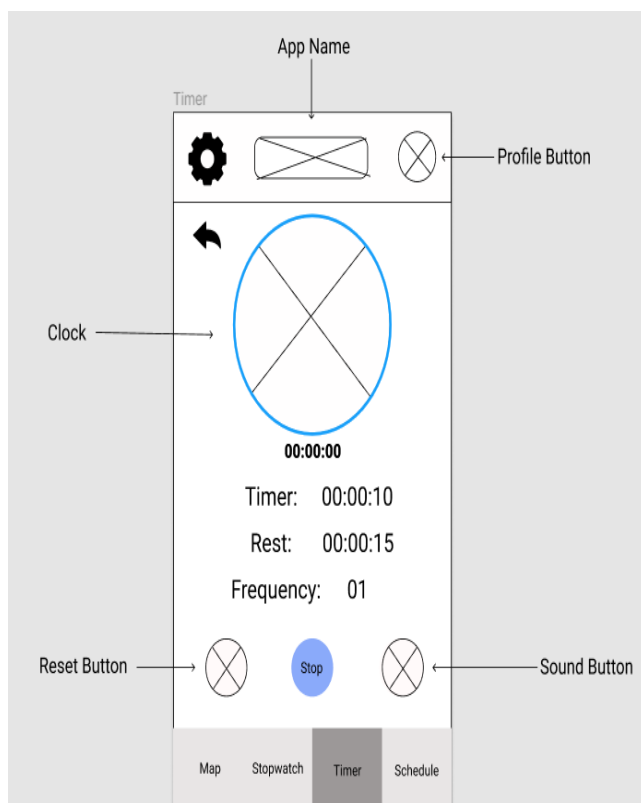 App Name
Timer
Profile Button
Clock
00:00:00
Timer: 00:00:10
Rest: 00:00:15
Frequency: 01
Reset Button
Stop
Sound Button
Map Stopwatch Timer Schedule